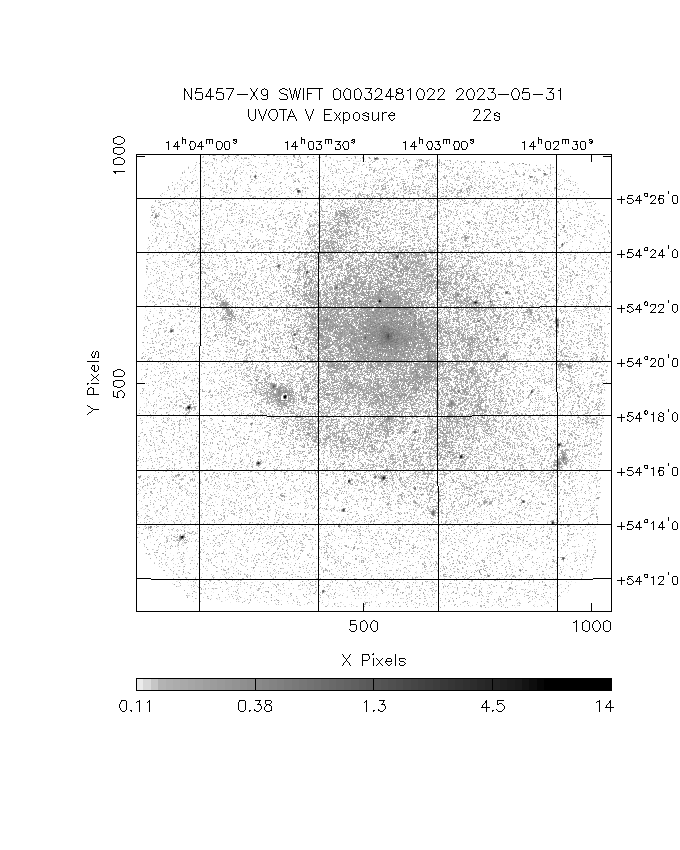 N5457-X9 SWIFT 00032481022 2023-05-31
UVOTA V Exposure 22s
14h04m00s 14h03m30s 14h03m00s 14h02m30s
1000
+54°26'0
+54°24'0
+54°22'0
+54°20'0
500
+54°18'0
+54°16'0
+54°14'0
+54°12'0
Y Pixels
500 1000
X Pixels
0.11 0.38 1.3 4.5 14